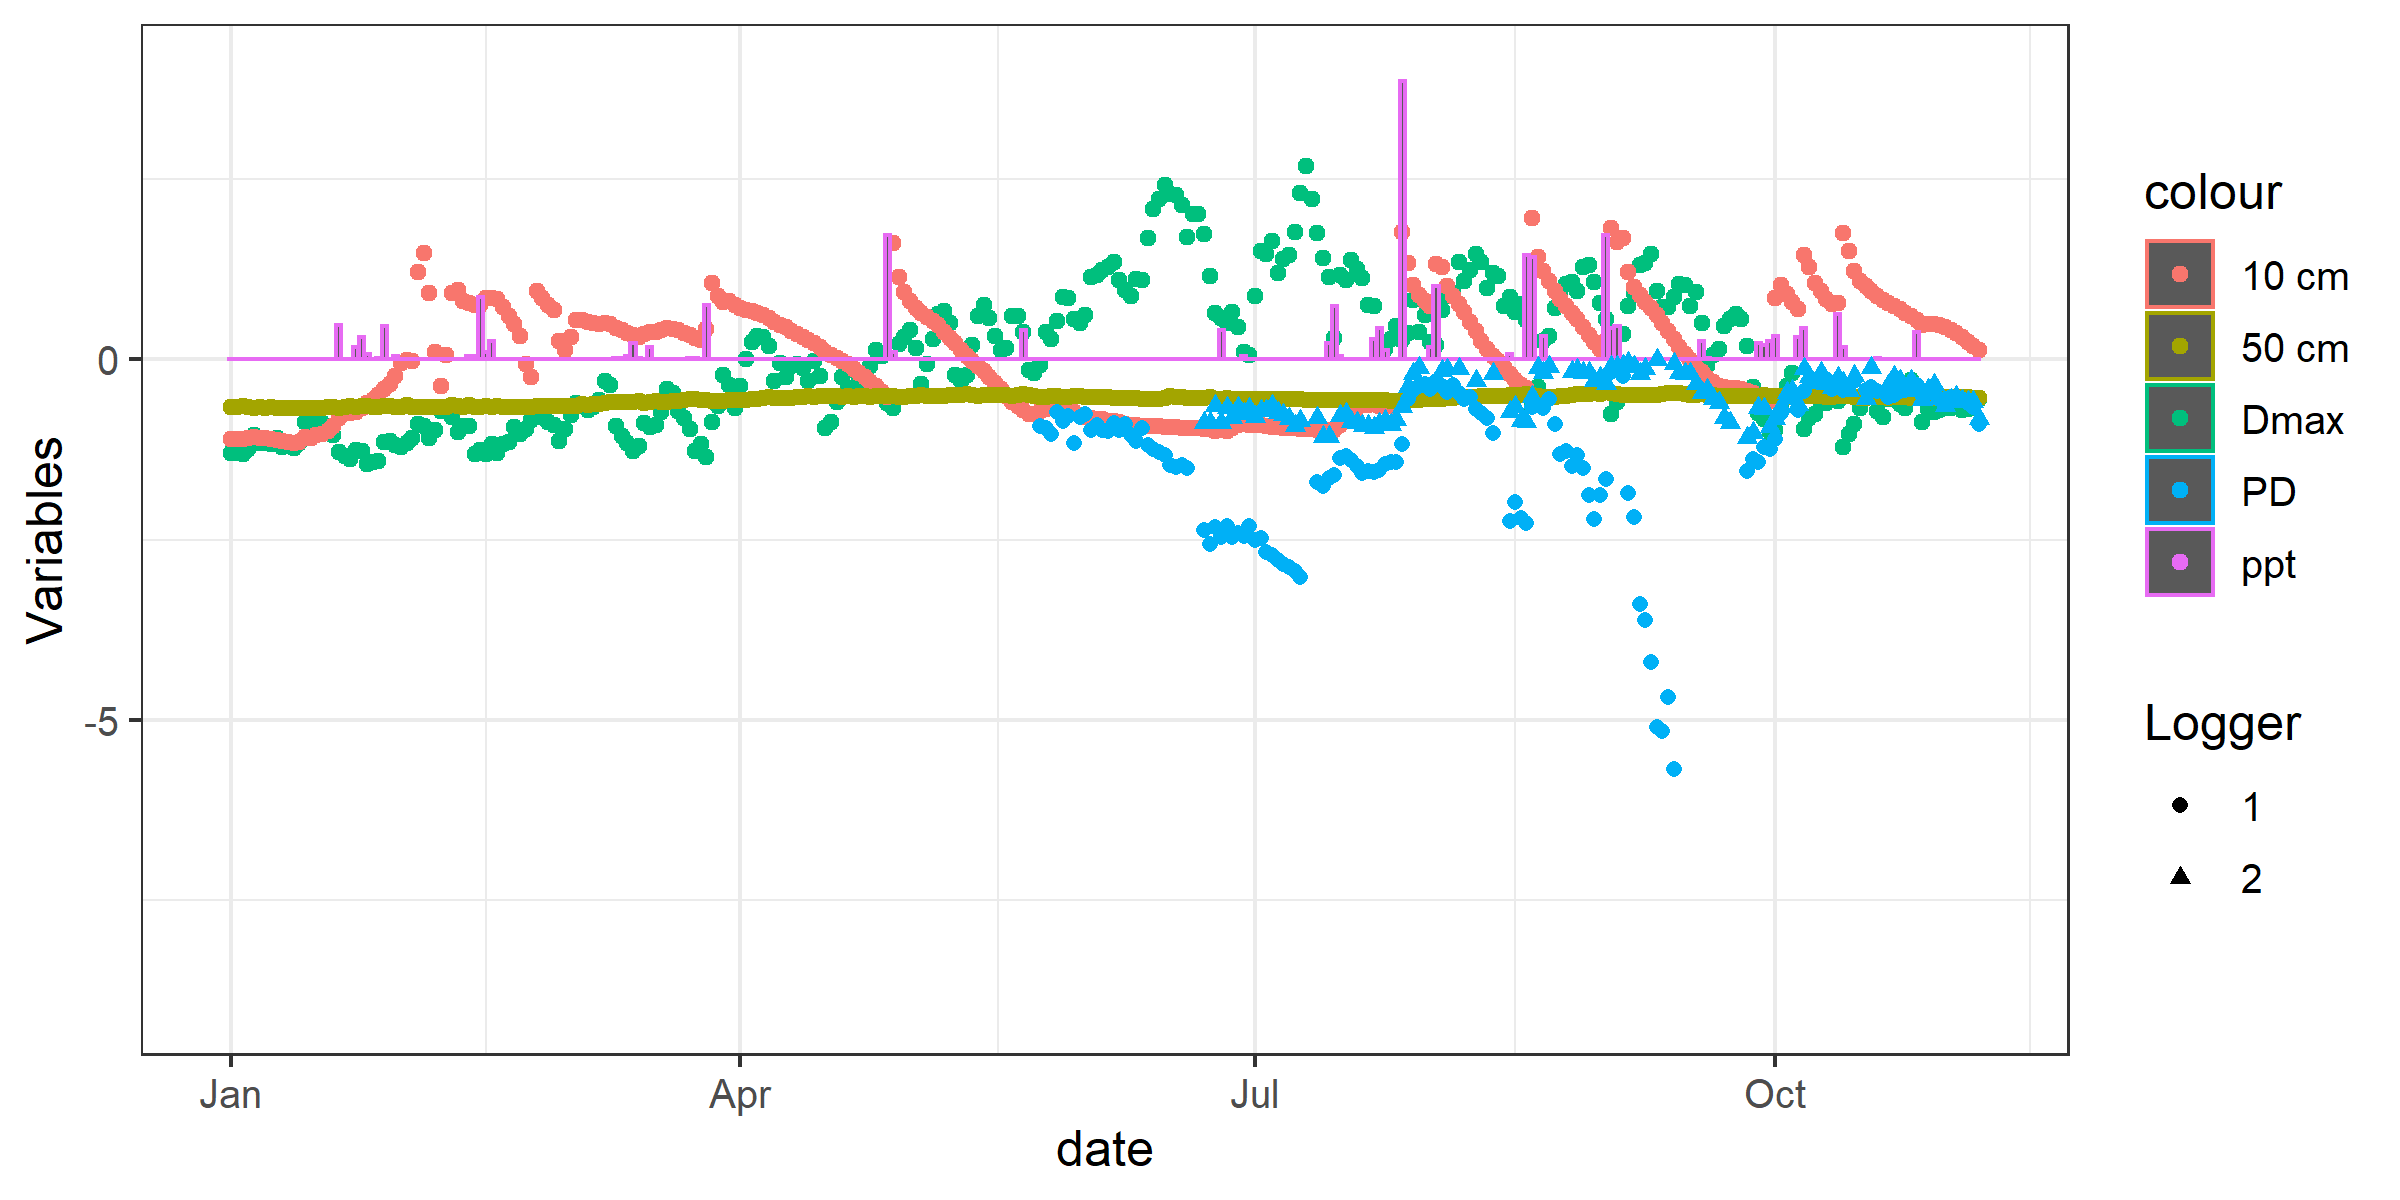 Variables
0
-5
Jan
Apr
Jul
Oct
date
colour
10 cm
50 cm
Dmax
PD
ppt
Logger
1
2